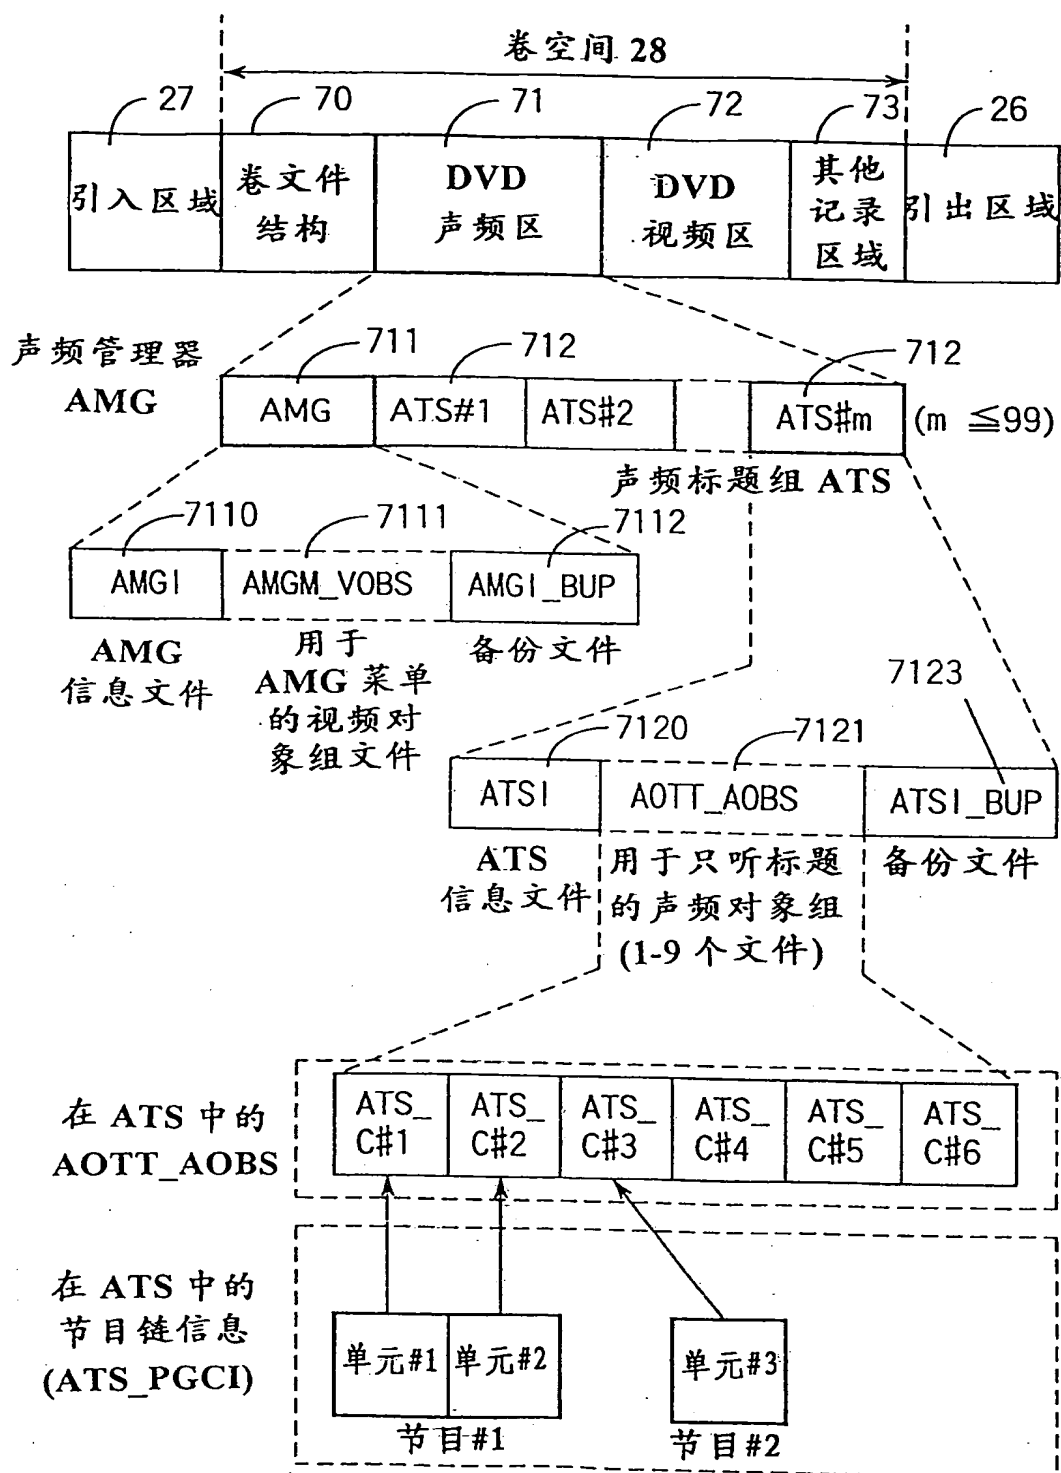 卷空间 28
27
70
71
72
73
26
引入区域
卷文件
结构
DVD
声频区
DVD
视频区
其他
记录
区域
引出区域
声频管理器
AMG
711
712
712
AMG
ATS#1
ATS#2
ATS#m
(m ≦99)
声频标题组 ATS
7110
7111
7112
AMGI
AMGM_VOBS
AMGI_BUP
AMG
信息文件
用于
AMG 菜单
的视频对
象组文件
备份文件
7123
7120
7121
ATSI
AOTT_AOBS
ATSI_BUP
ATS
信息文件
用于只听标题
的声频对象组
(1-9 个文件)
备份文件
在 ATS 中的
AOTT_AOBS
ATS_
C#1
ATS_
C#2
ATS_
C#3
ATS_
C#4
ATS_
C#5
ATS_
C#6
在 ATS 中的
节目链信息
(ATS_PGCI)
单元#1
单元#2
单元#3
节目#1
节目#2